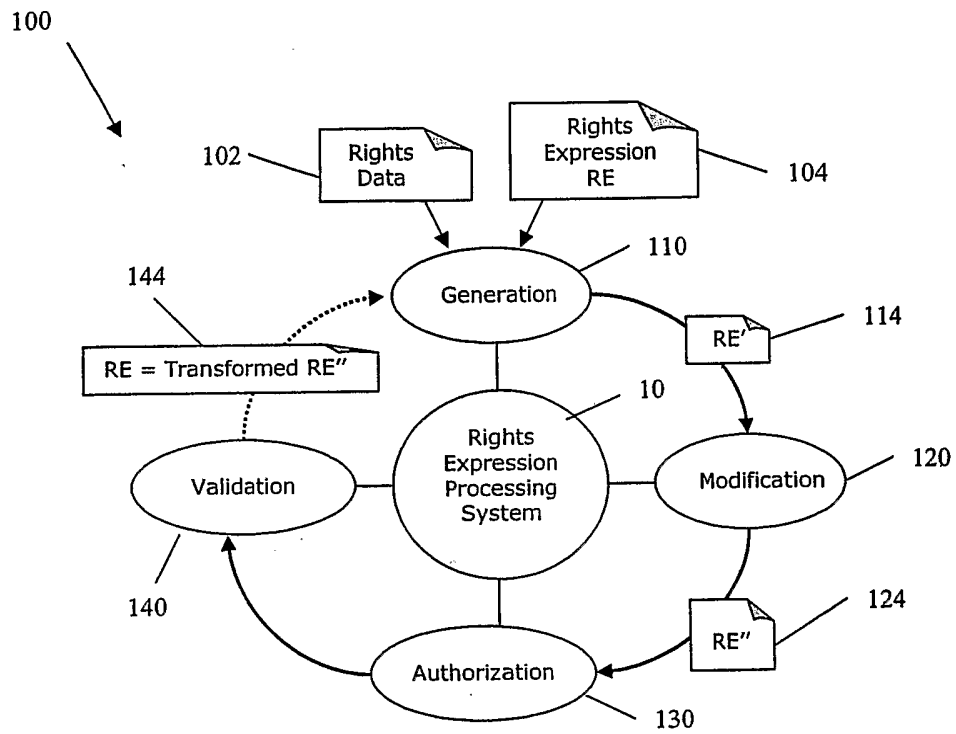 100
102
Rights
Data
Rights
Expression
RE
104
110
144
Generation
RE'
114
RE = Transformed RE″
10
Rights
Expression
Processing
System
Validation
Modification
120
140
RE″
124
Authorization
130